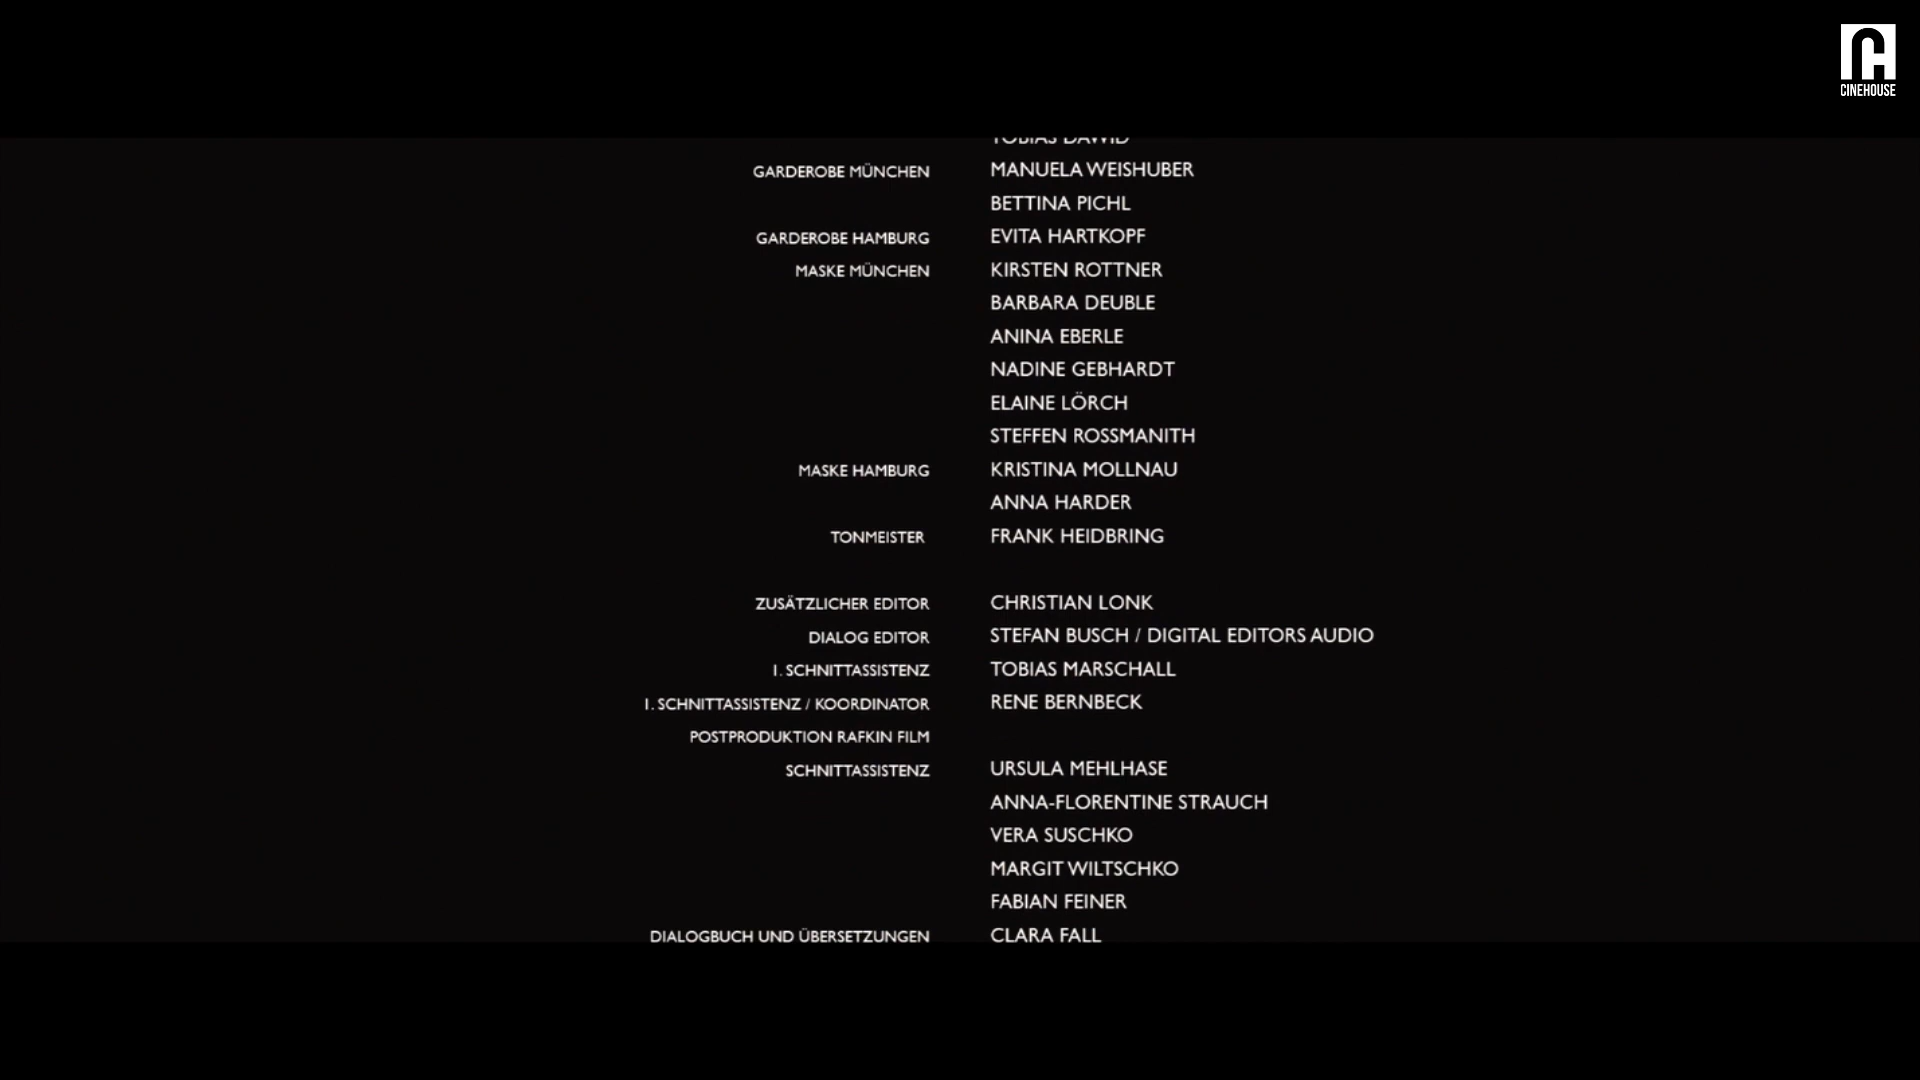 CINEHOUSE
TOBIAS DAWID
GARDEROBE MÜNCHEN MANUELA WEISHUBER
BETTINA PICHL
GARDEROBE HAMBURG EVITA HARTKOPF
MASKE MÜNCHEN KIRSTEN ROTTNER
BARBARA DEUBLE
ANINA EBERLE
NADINE GEBHARDT
ELAINE LÖRCH
STEFFEN ROSSMANITH
MASKE HAMBURG KRISTINA MOLLNAU
ANNA HARDER
TONMEISTER FRANK HEIDBRING
ZUSÄTZLICHER EDITOR CHRISTIAN LONK
DIALOG EDITOR STEFAN BUSCH / DIGITAL EDITORS AUDIO
1. SCHNITTASSISTENZ TOBIAS MARSCHALL
1. SCHNITTASSISTENZ / KOORDINATOR RENE BERNBECK
POSTPRODUKTION RAFKIN FILM
SCHNITTASSISTENZ URSULA MEHLHASE
ANNA-FLORENTINE STRAUCH
VERA SUSCHKO
MARGIT WILTSCHKO
FABIAN FEINER
DIALOGBUCH UND ÜBERSETZUNGEN CLARA FALL